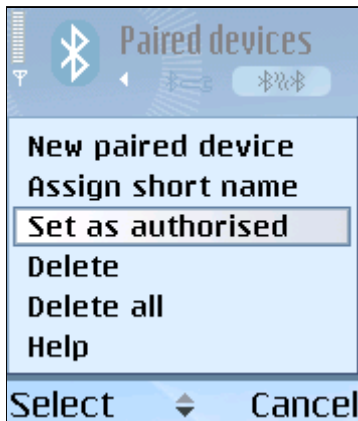 Paired devices
New paired device
Assign short name
Set as authorised
Delete
Delete all
Help
Select Cancel